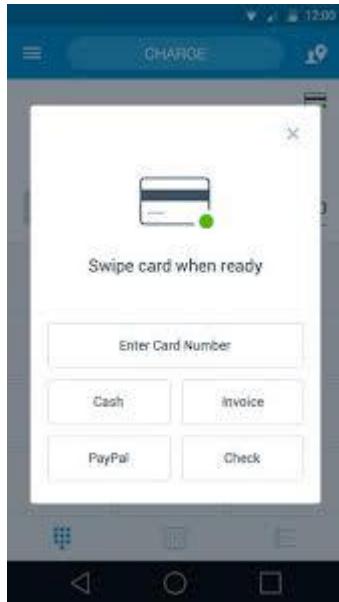 12:00
CHARGE
Swipe card when ready
Enter Card Number
Cash
Invoice
PayPal
Check